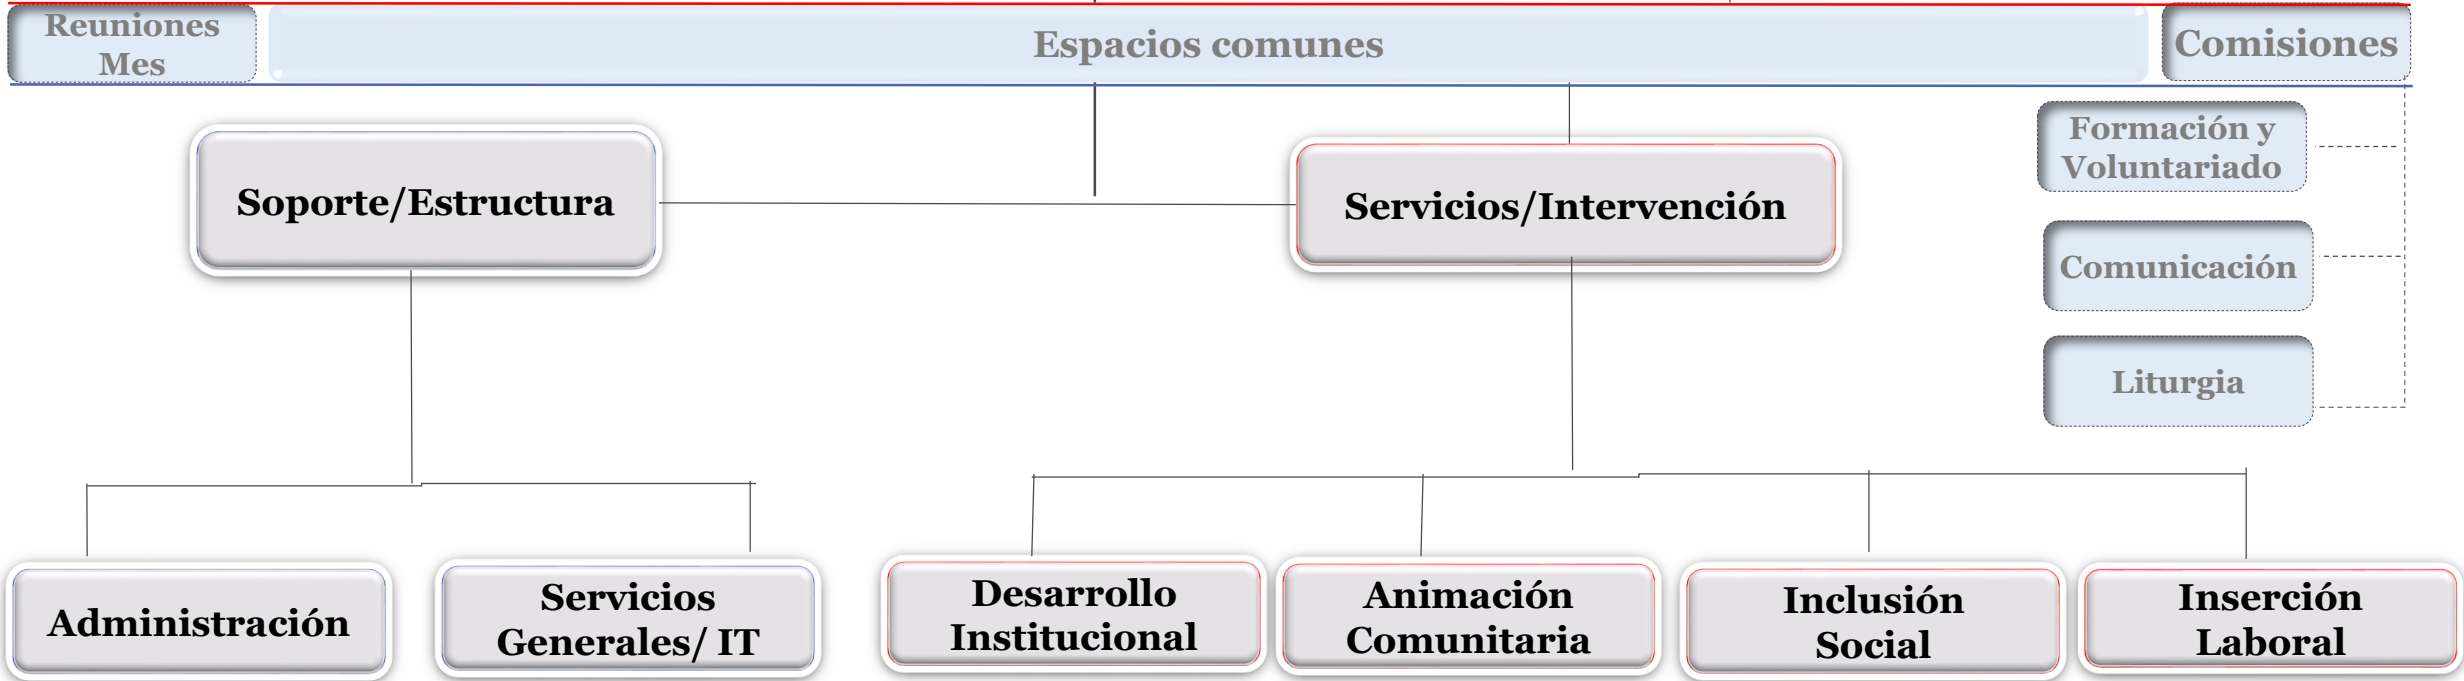 Reuniones
Mes
Espacios comunes
Comisiones
Formación y
Voluntariado
Soporte/Estructura
Servicios/Intervención
Comunicación
Liturgia
Administración
Servicios
Generales/ IT
Desarrollo
Institucional
Animación
Comunitaria
Inclusión
Social
Inserción
Laboral